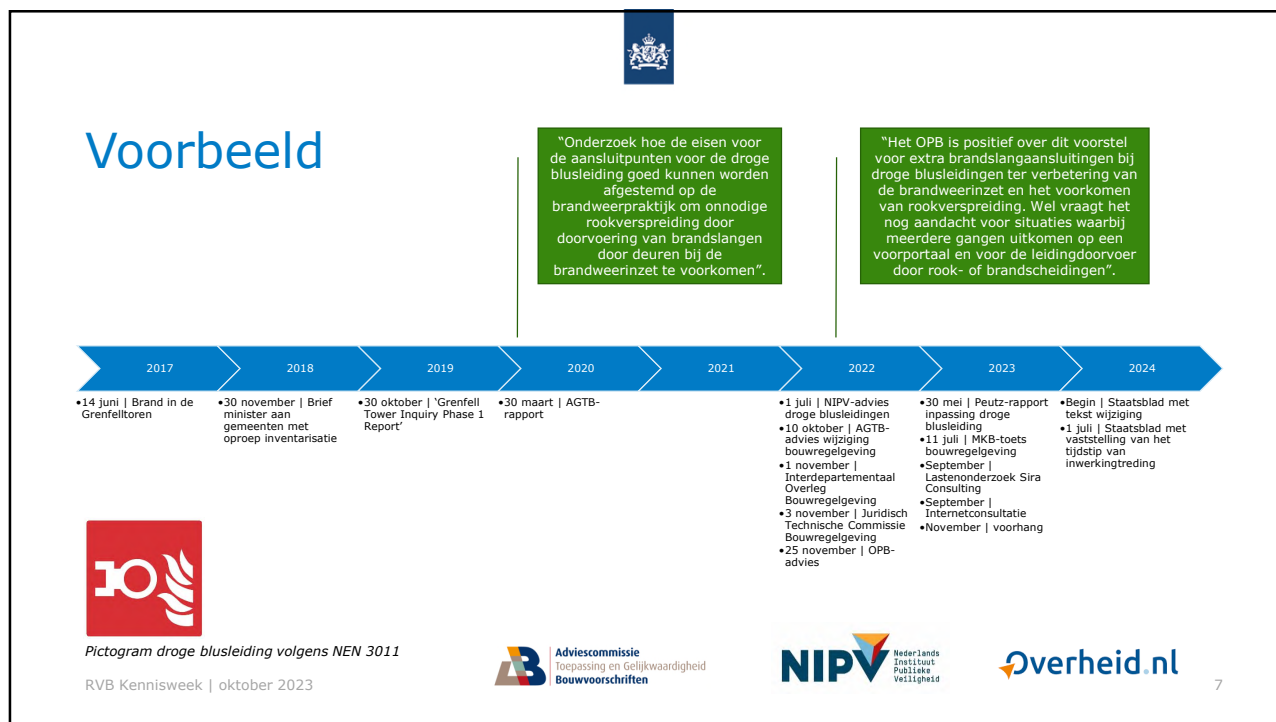 Voorbeeld
“Onderzoek hoe de eisen voor
de aansluitpunten voor de droge
blusleiding goed kunnen worden
afgestemd op de
brandweerpraktijk om onnodige
rookverspreiding door
doorvoering van brandslangen
door deuren bij de
brandweerinzet te voorkomen”.
“Het OPB is positief over dit voorstel
voor extra brandslangaansluitingen bij
droge blusleidingen ter verbetering van
de brandweerinzet en het voorkomen
van rookverspreiding. Wel vraagt het
nog aandacht voor situaties waarbij
meerdere gangen uitkomen op een
voorportaal en voor de leidingdoorvoer
door rook- of brandscheidingen”.
2017
2018
2019
2020
2021
2022
2023
2024
•14 juni | Brand in de
Grenfelltoren
•30 november | Brief
minister aan
gemeenten met
oproep inventarisatie
•30 oktober | ‘Grenfell
Tower Inquiry Phase 1
Report’
•30 maart | AGTB-
rapport
•1 juli | NIPV-advies
droge blusleidingen
•10 oktober | AGTB-
advies wijziging
bouwregelgeving
•1 november |
Interdepartementaal
Overleg
Bouwregelgeving
•3 november | Juridisch
Technische Commissie
Bouwregelgeving
•25 november | OPB-
advies
•30 mei | Peutz-rapport
inpassing droge
blusleiding
•11 juli | MKB-toets
bouwregelgeving
•September |
Lastenonderzoek Sira
Consulting
•September |
Internetconsultatie
•November | voorhang
•Begin | Staatsblad met
tekst wijziging
•1 juli | Staatsblad met
vaststelling van het
tijdstip van
inwerkingtreding
Pictogram droge blusleiding volgens NEN 3011
RVB Kennisweek | oktober 2023
Adviescommissie
Toepassing en Gelijkwaardigheid
Bouwvoorschriften
NIPV
Nederlands
Instituut
Publieke
Veiligheid
Overheid.nl
7